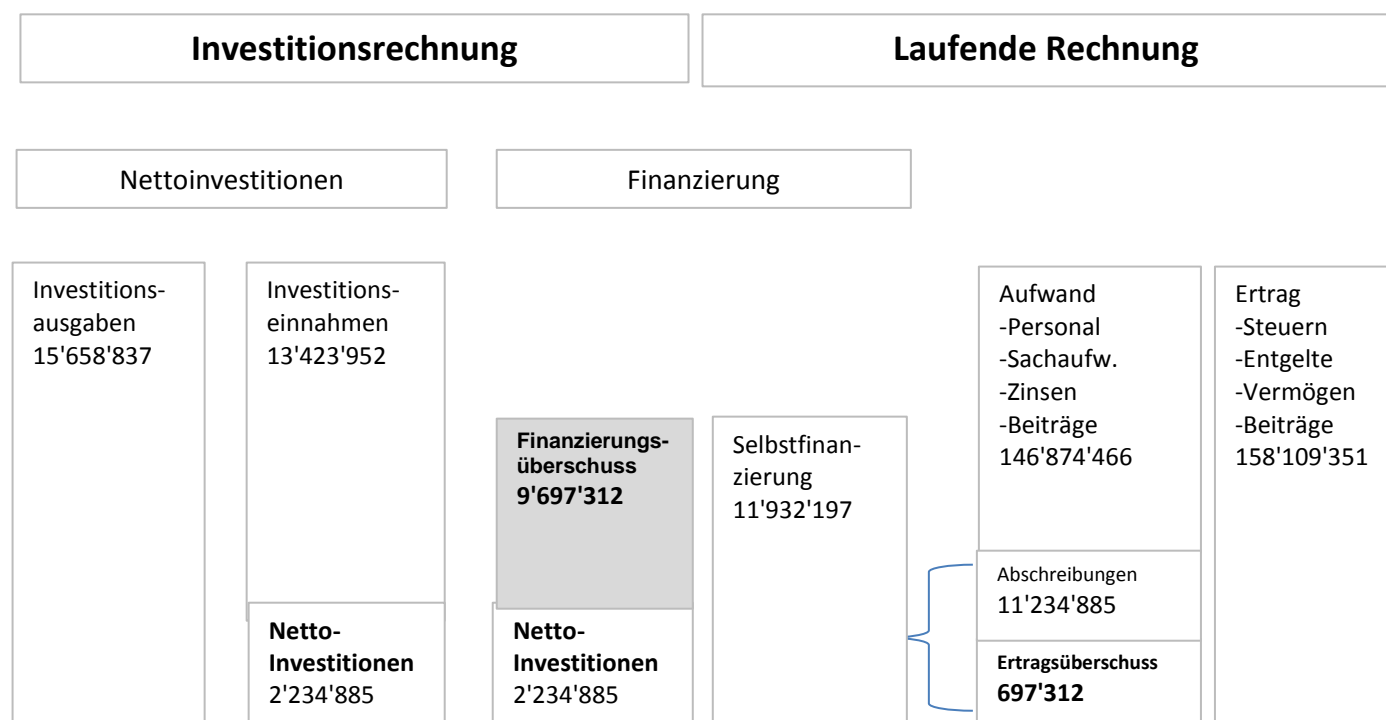 Investitionsrechnung
Laufende Rechnung
Nettoinvestitionen
Finanzierung
Investitions-
ausgaben
15'658'837
Investitions-
einnahmen
13'423'952
Netto-
Investitionen
2'234'885
Finanzierungs-
überschuss
9'697'312
Netto-
Investitionen
2'234'885
Selbstfinan-
zierung
11'932'197
Aufwand
-Personal
-Sachaufw.
-Zinsen
-Beiträge
146'874'466
Abschreibungen
11'234'885
Ertragsüberschuss
697'312
Ertrag
-Steuern
-Entgelte
-Vermögen
-Beiträge
158'109'351